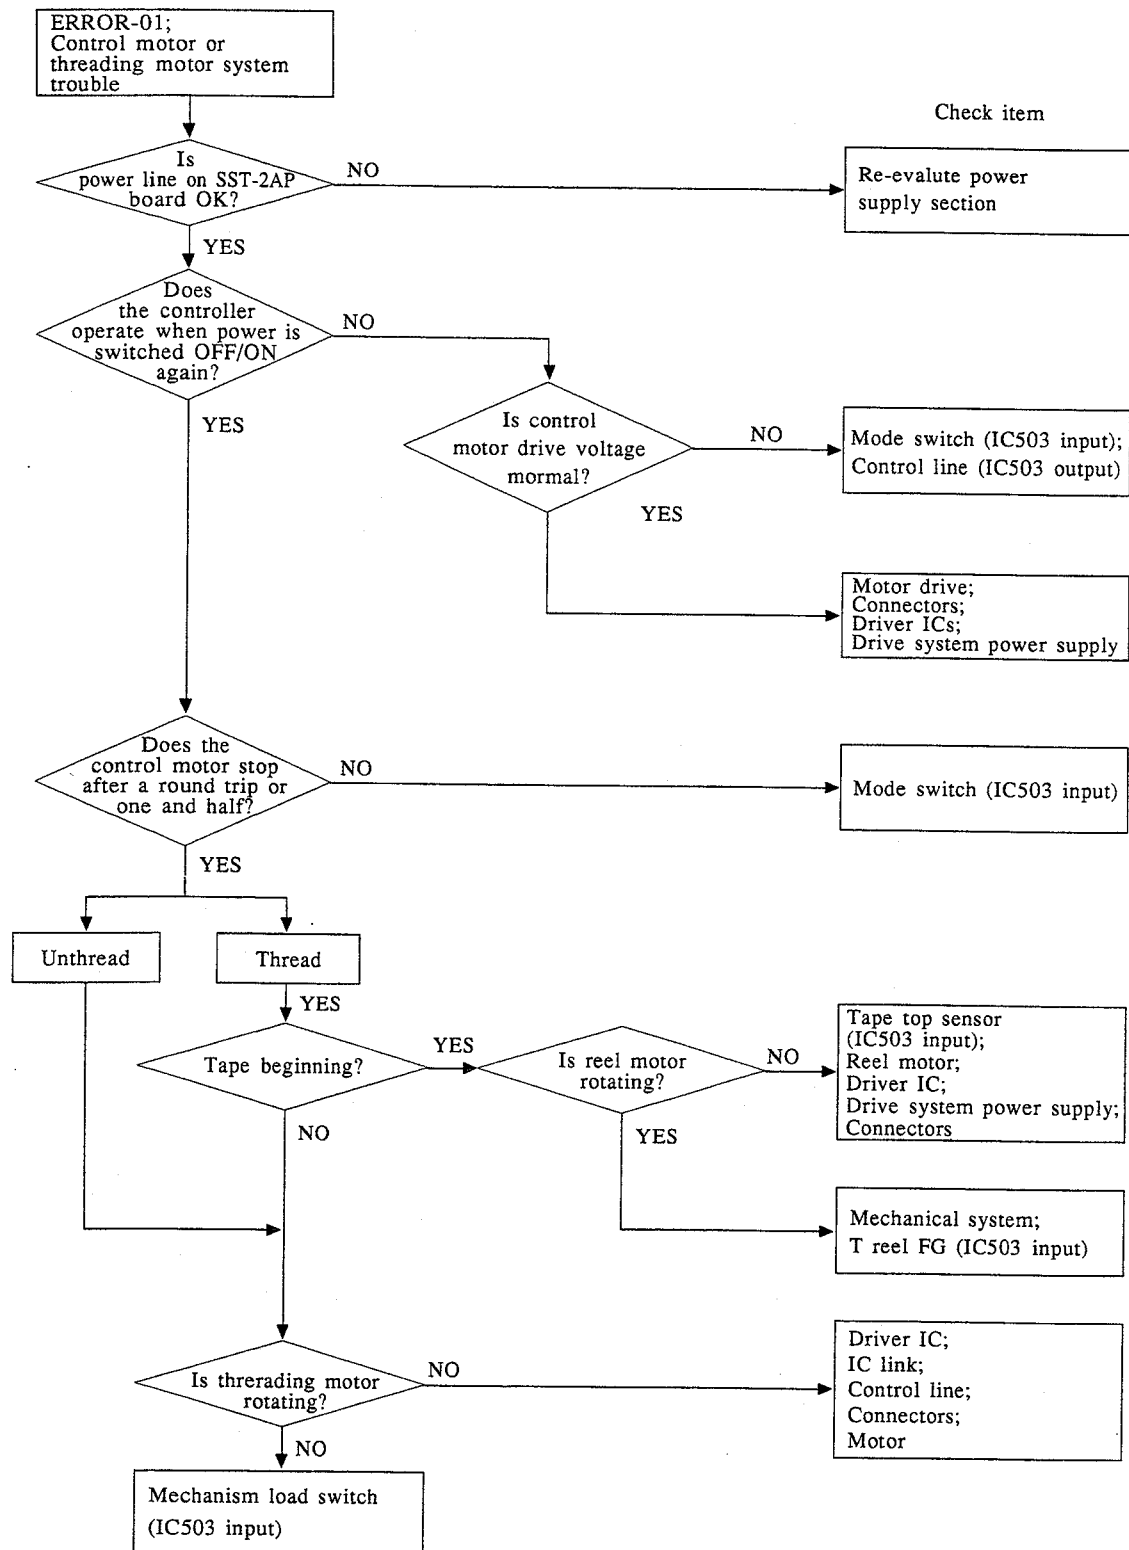 ERROR-01;
Control motor or
threading motor system
trouble
Check item
Is
power line on SST-2AP
board OK?
NO
Re-evalute power
supply section
YES
Does
the controller
operate when power is
switched OFF/ON
again?
NO
YES
Is control
motor drive voltage
mormal?
NO
Mode switch (IC503 input);
Control line (IC503 output)
YES
Motor drive;
Connectors;
Driver ICs;
Drive system power supply
Does the
control motor stop
after a round trip or
one and half?
NO
Mode switch (IC503 input)
YES
Unthread
Thread
YES
Tape beginning?
YES
Is reel motor
rotating?
NO
Tape top sensor
(IC503 input);
Reel motor;
Driver IC;
Drive system power supply;
Connectors
NO
YES
Mechanical system;
T reel FG (IC503 input)
Is threrading motor
rotating?
NO
Driver IC;
IC link;
Control line;
Connectors;
Motor
NO
Mechanism load switch
(IC503 input)